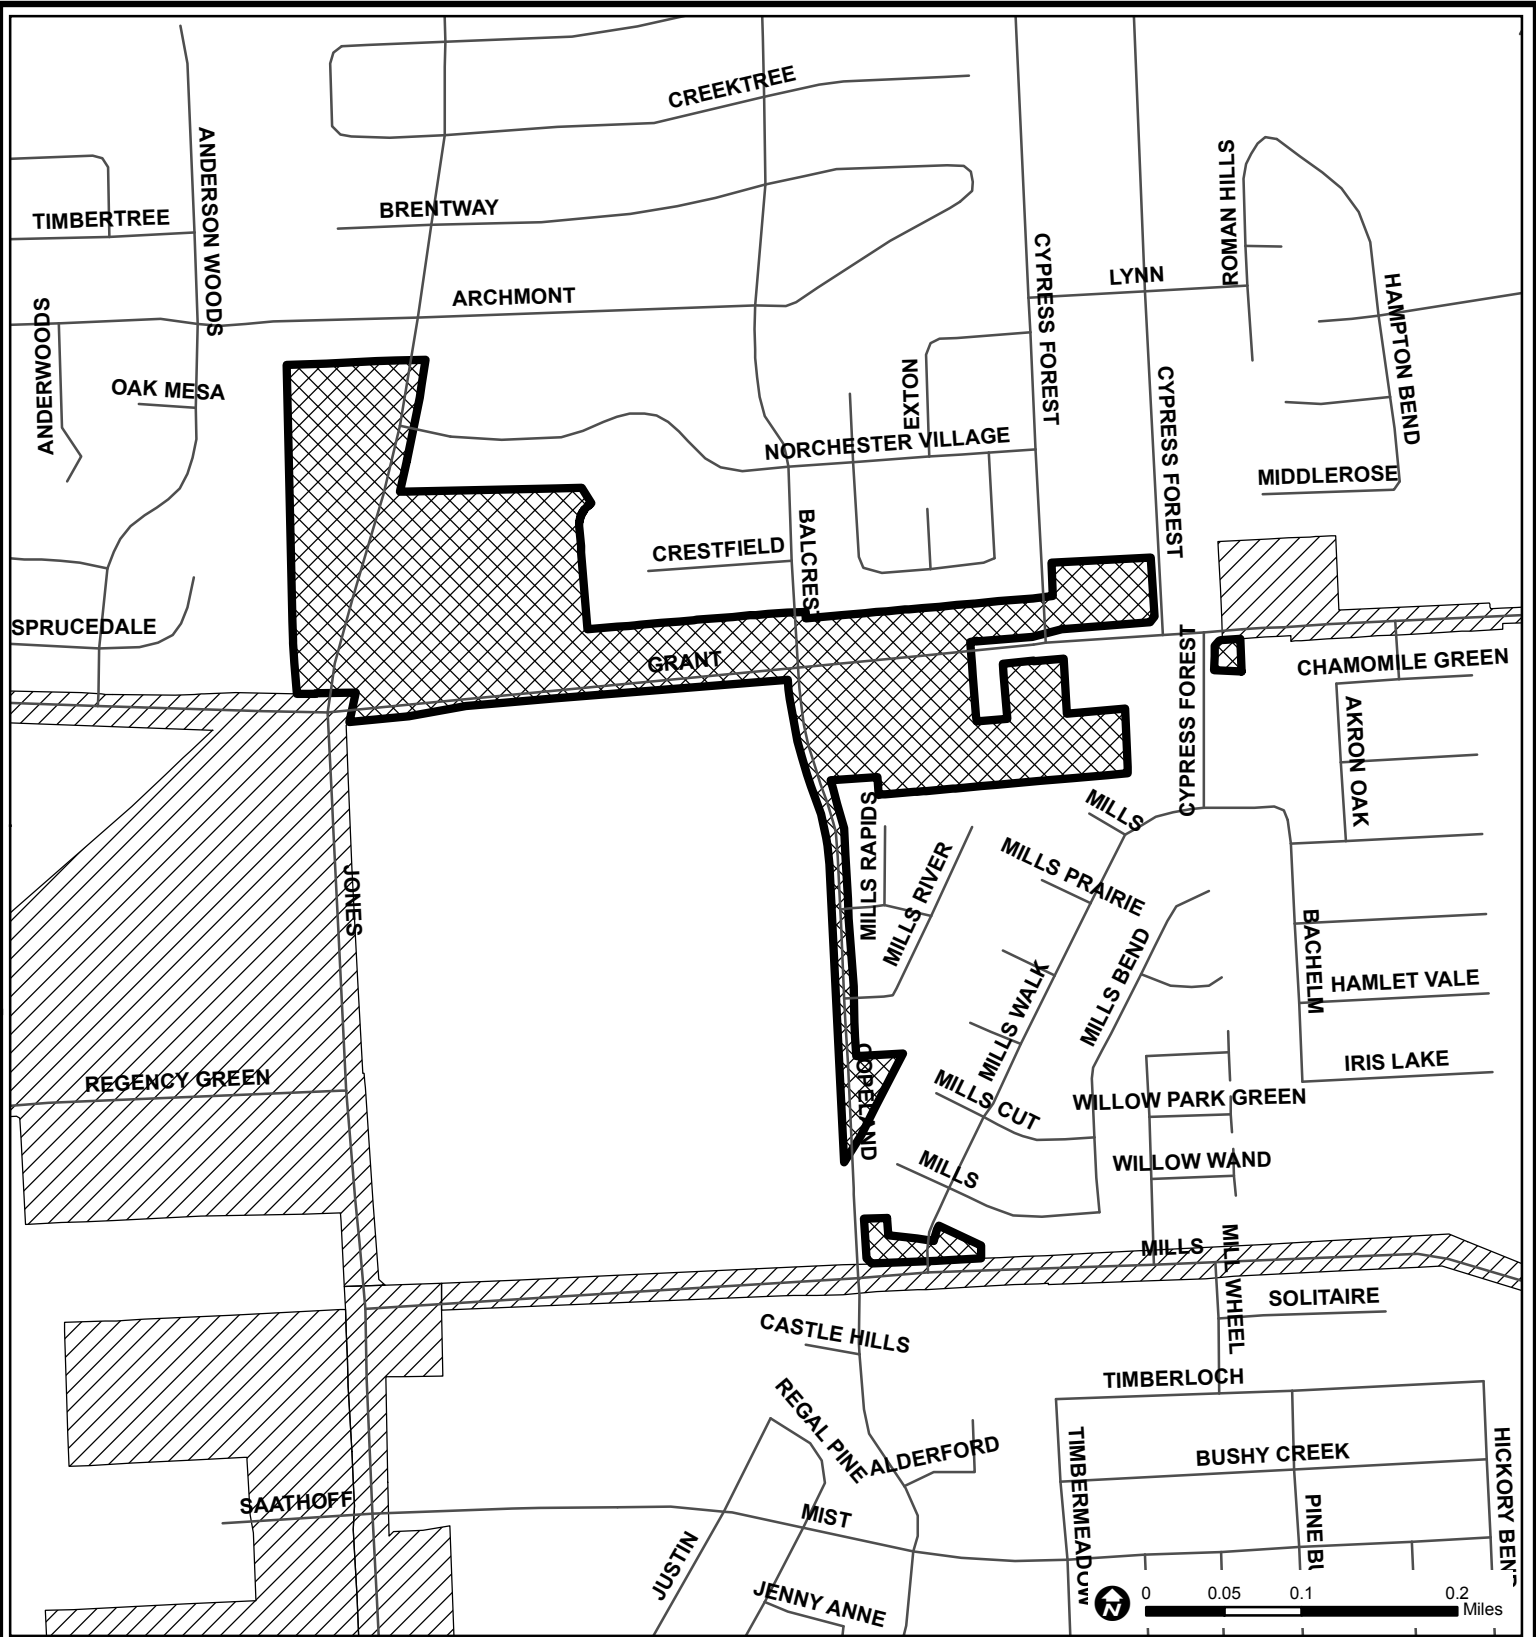 CREEKTREE
ANDERSON WOODS
ROMAN HILLS
TIMBERTREE
BRENTWAY
CYPRESS FOREST
LYNN
HAMPTON BEND
ARCHMONT
ANDERWOODS
OAK MESA
EXTON
CYPRESS FOREST
NORCHESTER VILLAGE
MIDDLEROSE
BALCREST
CRESTFIELD
SPRUCEDALE
GRANT
CYPRESS FOREST
CHAMOMILE GREEN
AKRON OAK
MILLS
MILLS RAPIDS
MILLS RIVER
MILLS PRAIRIE
JONES
BACHELM
MILLS BEND
MILLS WALK
HAMLET VALE
COPELAND
IRIS LAKE
REGENCY GREEN
MILLS CUT
WILLOW PARK GREEN
MILLS
WILLOW WAND
MILLS
MILL WHEEL
SOLITAIRE
CASTLE HILLS
TIMBERLOCH
REGAL PINE
ALDERFORD
TIMBERMEADOW
BUSHY CREEK
HICKORY BEND
SAATHOFF
MIST
PINE BU
JUSTIN
JENNY ANNE
N
0 0.05 0.1 0.2
Miles